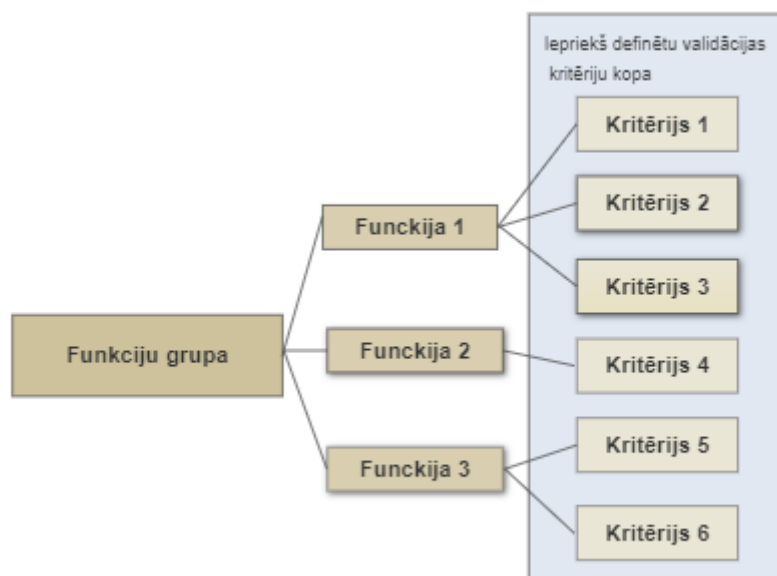 Iepriekš definētu validācijas
kritēriju kopa
Kritērijs 1
Kritērijs 2
Funckija 1
Kritērijs 3
Funkciju grupa
Funckija 2
Kritērijs 4
Kritērijs 5
Funckija 3
Kritērijs 6